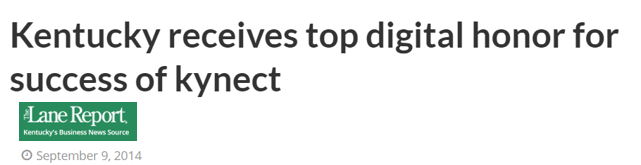 Kentucky receives top digital honor for
success of kynect
The Lane Report.
Kentucky's Business News Source
September 9, 2014